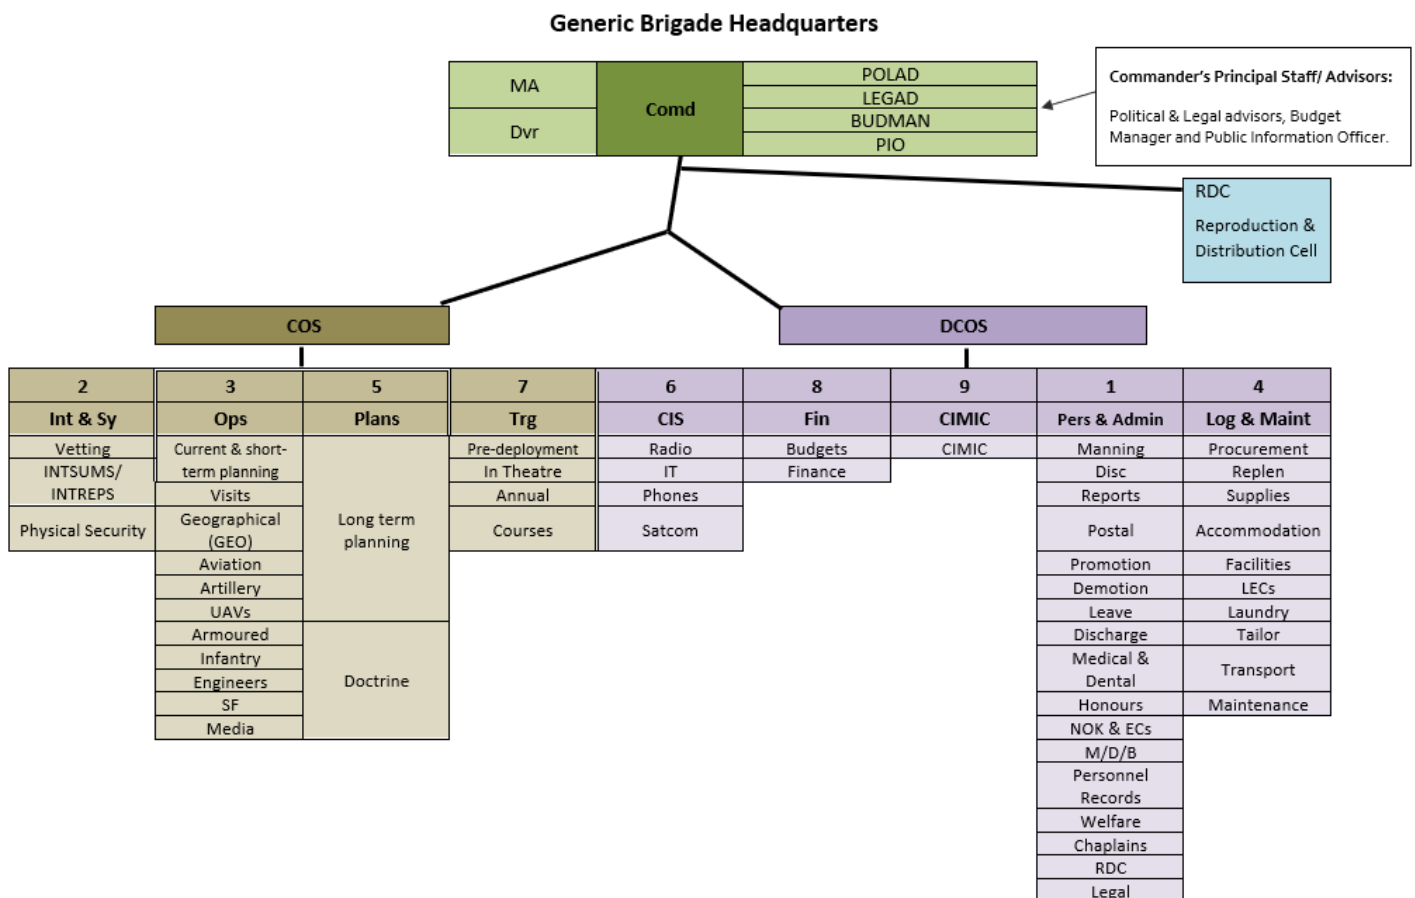 Generic Brigade Headquarters
MA
Dvr
Comd
POLAD
LEGAD
BUDMAN
PIO
Commander's Principal Staff/ Advisors:
Political & Legal advisors, Budget
Manager and Public Information Officer.
RDC
Reproduction &
Distribution Cell
COS
DCOS
2
Int & Sy
Vetting
INTSUMS/
INTREPS
Physical Security
3
Ops
Current & short-
term planning
Visits
Geographical
(GEO)
Aviation
Artillery
UAVs
Armoured
Infantry
Engineers
SF
Media
5
Plans
Long term
planning
Doctrine
7
Trg
Pre-deployment
In Theatre
Annual
Courses
6
CIS
Radio
IT
Phones
Satcom
8
Fin
Budgets
Finance
9
CIMIC
CIMIC
1
Pers & Admin
Manning
Disc
Reports
Postal
Promotion
Demotion
Leave
Discharge
Medical &
Dental
Honours
NOK & ECs
M/D/B
Personnel
Records
Welfare
Chaplains
RDC
Legal
4
Log & Maint
Procurement
Replen
Supplies
Accommodation
Facilities
LECs
Laundry
Tailor
Transport
Maintenance